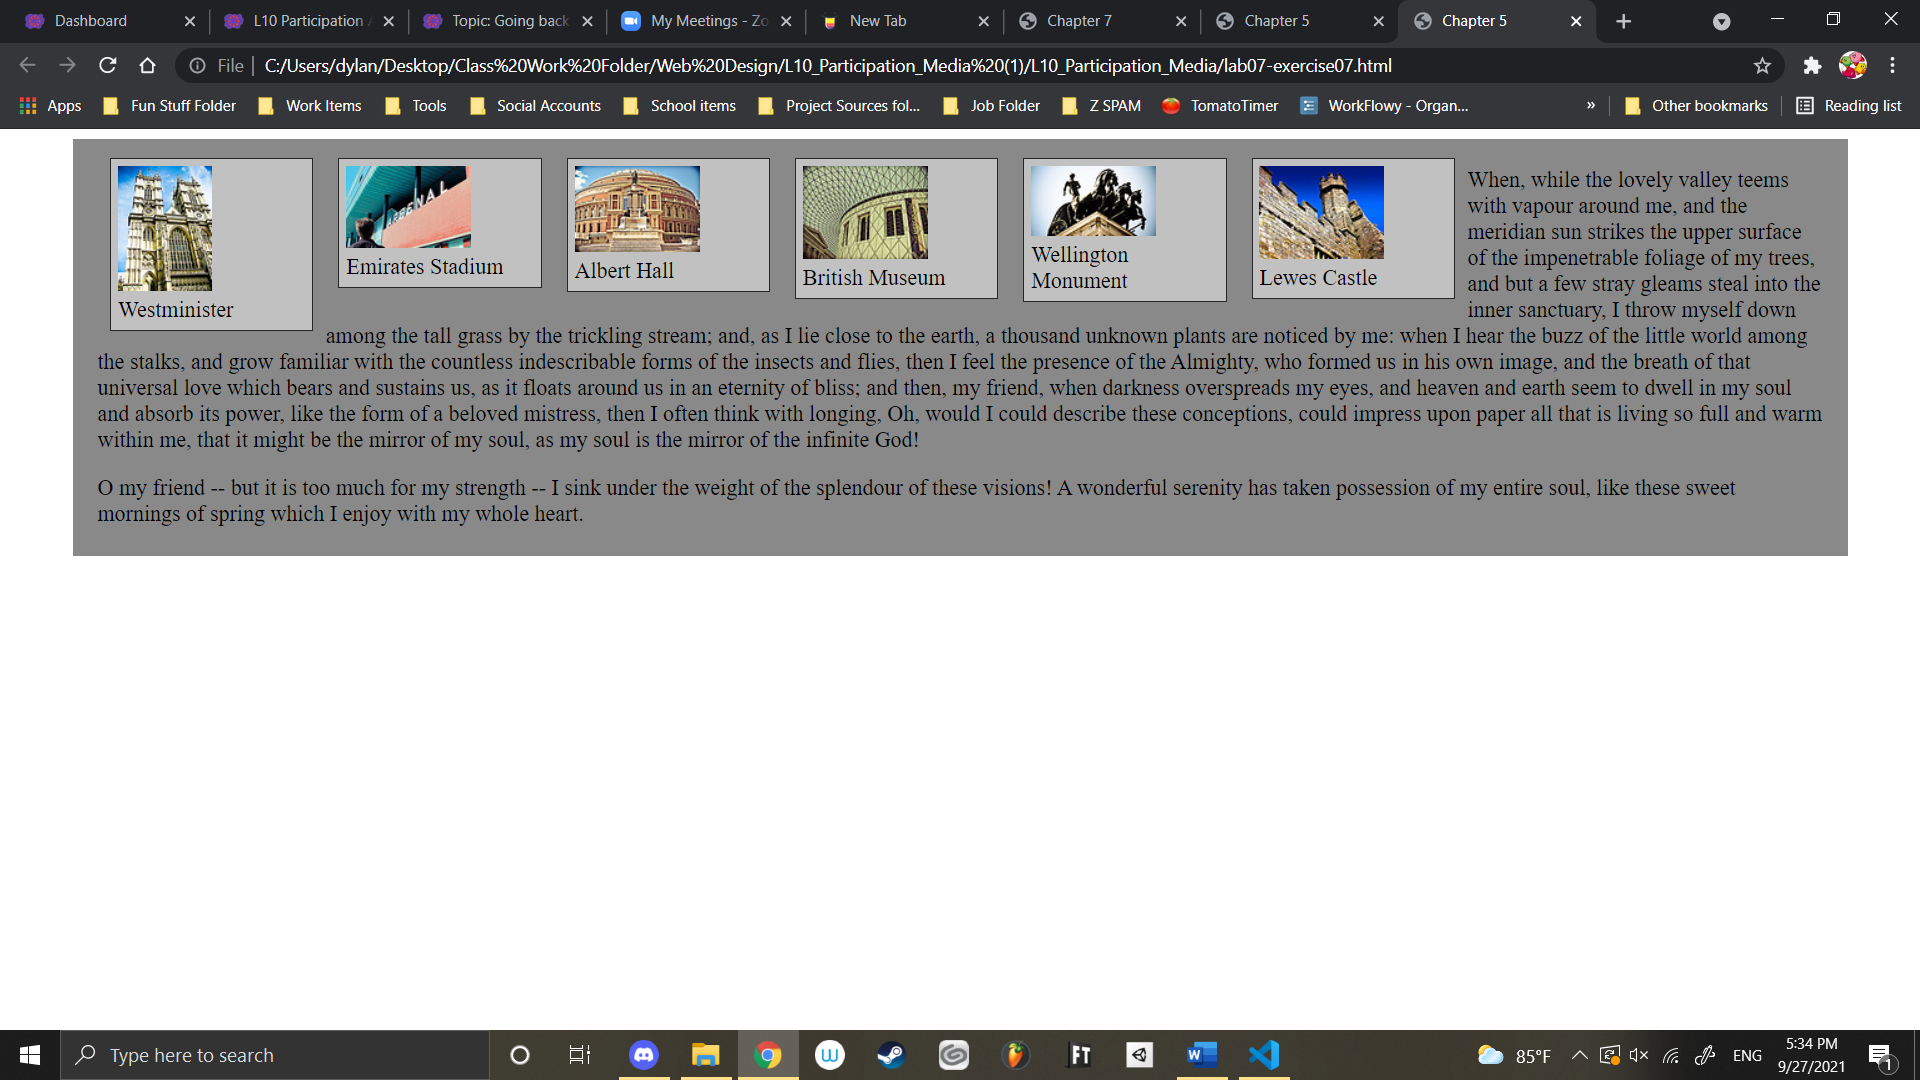 Dashboard
L10 Participation
Topic: Going back
My Meetings - Zo
New Tab
Chapter 7
Chapter 5
Chapter 5
File | C:/Users/dylan/Desktop/Class%20Work%20Folder/Web%20Design/L10_Participation_Media%20(1)/L10_Participation_Media/lab07-exercise07.html
Apps
Fun Stuff Folder
Work Items
Tools
Social Accounts
School items
Project Sources fol...
Job Folder
Z SPAM
TomatoTimer
WorkFlowy - Organ...
»
Other bookmarks
Reading list
Westminister
Emirates Stadium
Albert Hall
British Museum
Wellington
Monument
Lewes Castle
When, while the lovely valley teems
with vapour around me, and the
meridian sun strikes the upper surface
of the impenetrable foliage of my trees,
and but a few stray gleams steal into the
inner sanctuary, I throw myself down
among the tall grass by the trickling stream; and, as I lie close to the earth, a thousand unknown plants are noticed by me: when I hear the buzz of the little world among
the stalks, and grow familiar with the countless indescribable forms of the insects and flies, then I feel the presence of the Almighty, who formed us in his own image, and the breath of that
universal love which bears and sustains us, as it floats around us in an eternity of bliss; and then, my friend, when darkness overspreads my eyes, and heaven and earth seem to dwell in my soul
and absorb its power, like the form of a beloved mistress, then I often think with longing, Oh, would I could describe these conceptions, could impress upon paper all that is living so full and warm
within me, that it might be the mirror of my soul, as my soul is the mirror of the infinite God!
O my friend -- but it is too much for my strength -- I sink under the weight of the splendour of these visions! A wonderful serenity has taken possession of my entire soul, like these sweet
mornings of spring which I enjoy with my whole heart.
Type here to search
FT
85°F
ENG
5:34 PM
9/27/2021
1